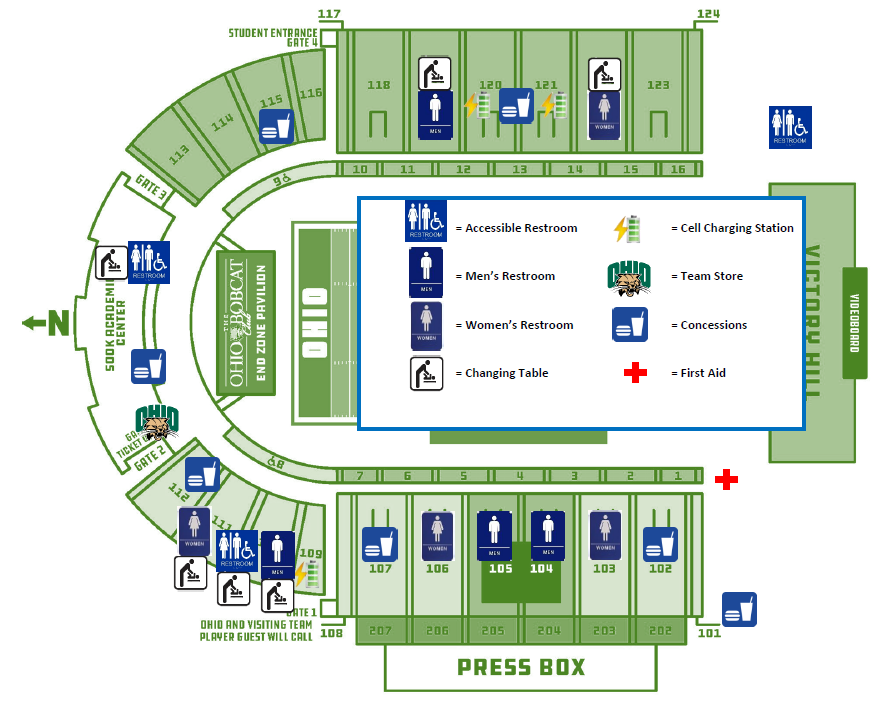 117
124
STUDENT ENTRANCE
GATE 4
118
120
121
123
MEN
WOMEN
116
115
114
113
RESTROOM
10
11
12
13
14
15
16
9
GATE 3
RESTROOM
N
SOOK ACADEMIC
CENTER
THE
OHIO BOBCAT
Club
END ZONE PAVILION
OHIO
RESTROOM
= Accessible Restroom
= Cell Charging Station
MEN
= Men's Restroom
OHIO
= Team Store
WOMEN
= Women's Restroom
= Concessions
= Changing Table
= First Aid
VICTORY HILL
VIDEOBOARD
OHIO
TICKET
GATE 2
8
7
6
5
4
3
2
1
112
111
109
WOMEN
RESTROOM
MEN
WOMEN
MEN
MEN
WOMEN
107
106
105
104
103
102
GATE 1
OHIO AND VISITING TEAM
PLAYER GUEST WILL CALL
108
101
207
206
205
204
203
202
PRESS BOX